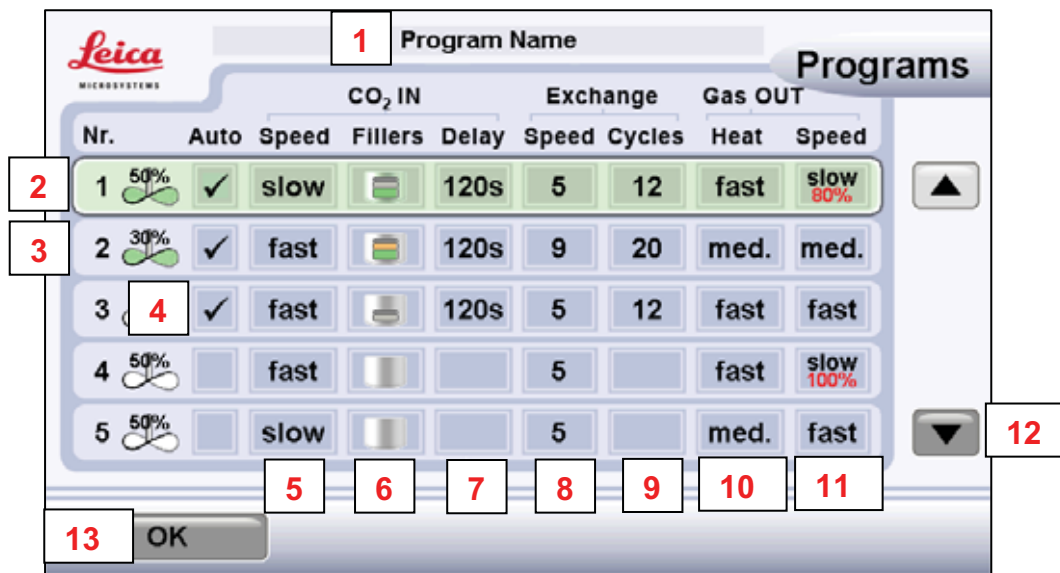 Leica
MICROSYSTEMS
1 Program Name
Programs
CO₂ IN Exchange Gas OUT
Nr. Auto Speed Fillers Delay Speed Cycles Heat Speed
2 1 50% ✓ slow 120s 5 12 fast slow 80%
3 2 30% ✓ fast 120s 9 20 med. med.
3 4 ✓ fast 120s 5 12 fast fast
4 50% fast 5 fast slow 100%
5 50% slow 5 med. fast
12
5 6 7 8 9 10 11
13 OK